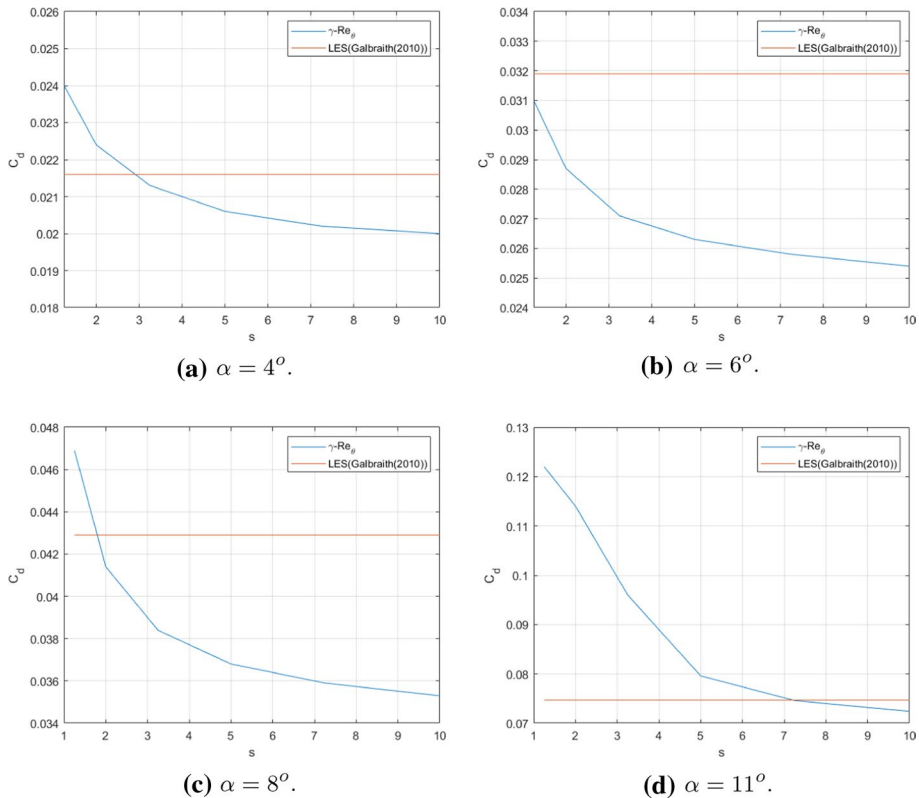 0.026
0.025
0.024
0.023
0.022
0.021
0.02
0.019
0.018
C_d
2 3 4 5 6 7 8 9 10
s
γ-Re_θ
LES(Galbraith(2010))
(a) α = 4^o.
0.034
0.033
0.032
0.031
0.03
0.029
0.028
0.027
0.026
0.025
0.024
C_d
2 3 4 5 6 7 8 9 10
s
γ-Re_θ
LES(Galbraith(2010))
(b) α = 6^o.
0.048
0.046
0.044
0.042
0.04
0.038
0.036
0.034
C_d
1 2 3 4 5 6 7 8 9 10
s
γ-Re_θ
LES(Galbraith(2010))
(c) α = 8^o.
0.13
0.12
0.11
0.1
0.09
0.08
0.07
C_d
1 2 3 4 5 6 7 8 9 10
s
γ-Re_θ
LES(Galbraith(2010))
(d) α = 11^o.